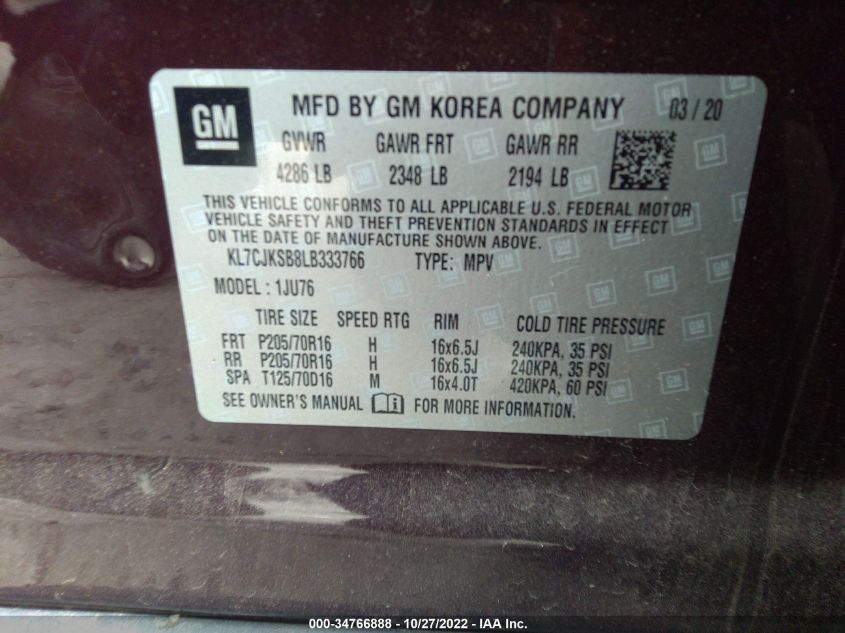 GM MFD BY GM KOREA COMPANY 03 / 20
GVWR GAWR FRT GAWR RR
4286 LB 2348 LB 2194 LB
THIS VEHICLE CONFORMS TO ALL APPLICABLE U.S. FEDERAL MOTOR
VEHICLE SAFETY AND THEFT PREVENTION STANDARDS IN EFFECT
ON THE DATE OF MANUFACTURE SHOWN ABOVE.
KL7CJKSB8LB333766 TYPE: MPV
MODEL : 1JU76
TIRE SIZE SPEED RTG RIM COLD TIRE PRESSURE
FRT P205/70R16 H 16x6.5J 240KPA, 35 PSI
RR P205/70R16 H 16x6.5J 240KPA, 35 PSI
SPA T125/70D16 M 16x4.0T 420KPA, 60 PSI
SEE OWNER'S MANUAL FOR MORE INFORMATION.
000-34766888 - 10/27/2022 - IAA Inc.